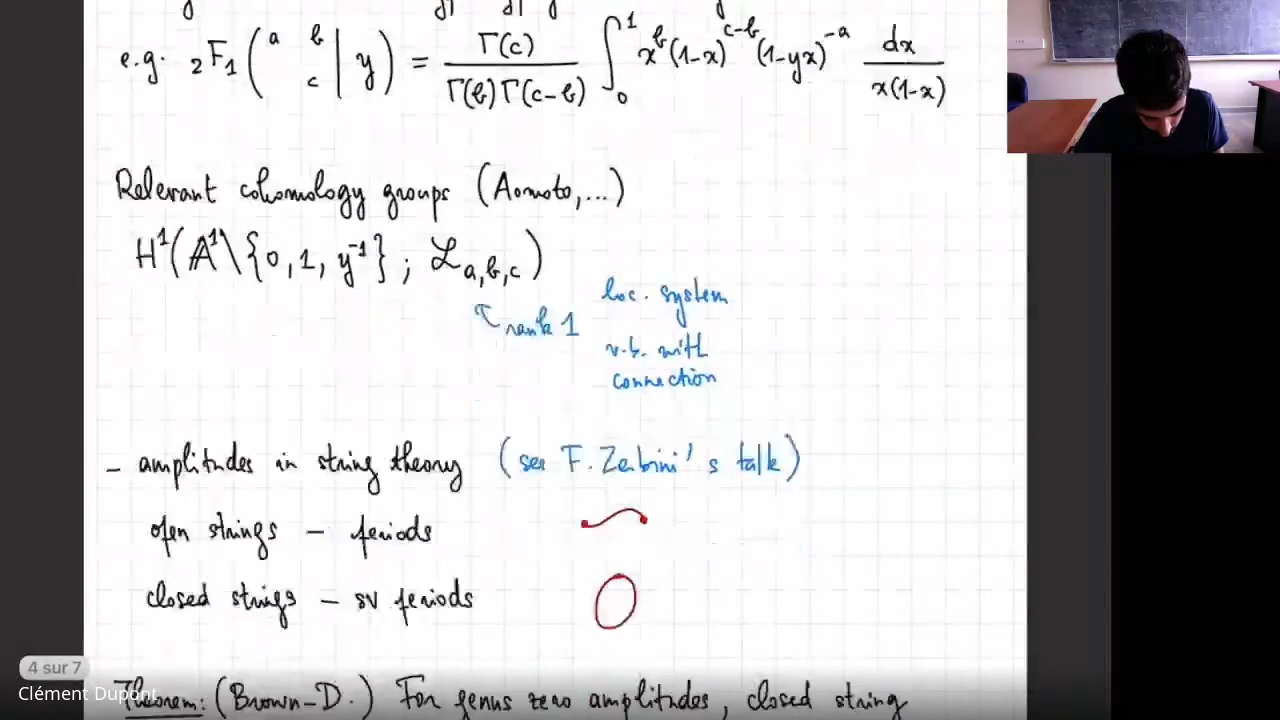 e.g. ₂F₁(a b c | y) = Γ(c) / Γ(b)Γ(c-b) ∫₀¹ x^b (1-x)^{c-b} (1-yx)^{-a} dx / x(1-x)
Relevant cohomology groups (Aomoto,...)
H¹(𝔸¹\{0, 1, y⁻¹}; ℒ_{a,b,c})
rank 1 loc. system
v.b. with
connection
- amplitudes in string theory (see F. Zerbini's talk)
open strings - periods
closed strings - sv periods
4 sur 7
Clément Dupont
Theorem: (Brown-D.) For genus zero amplitudes, closed string